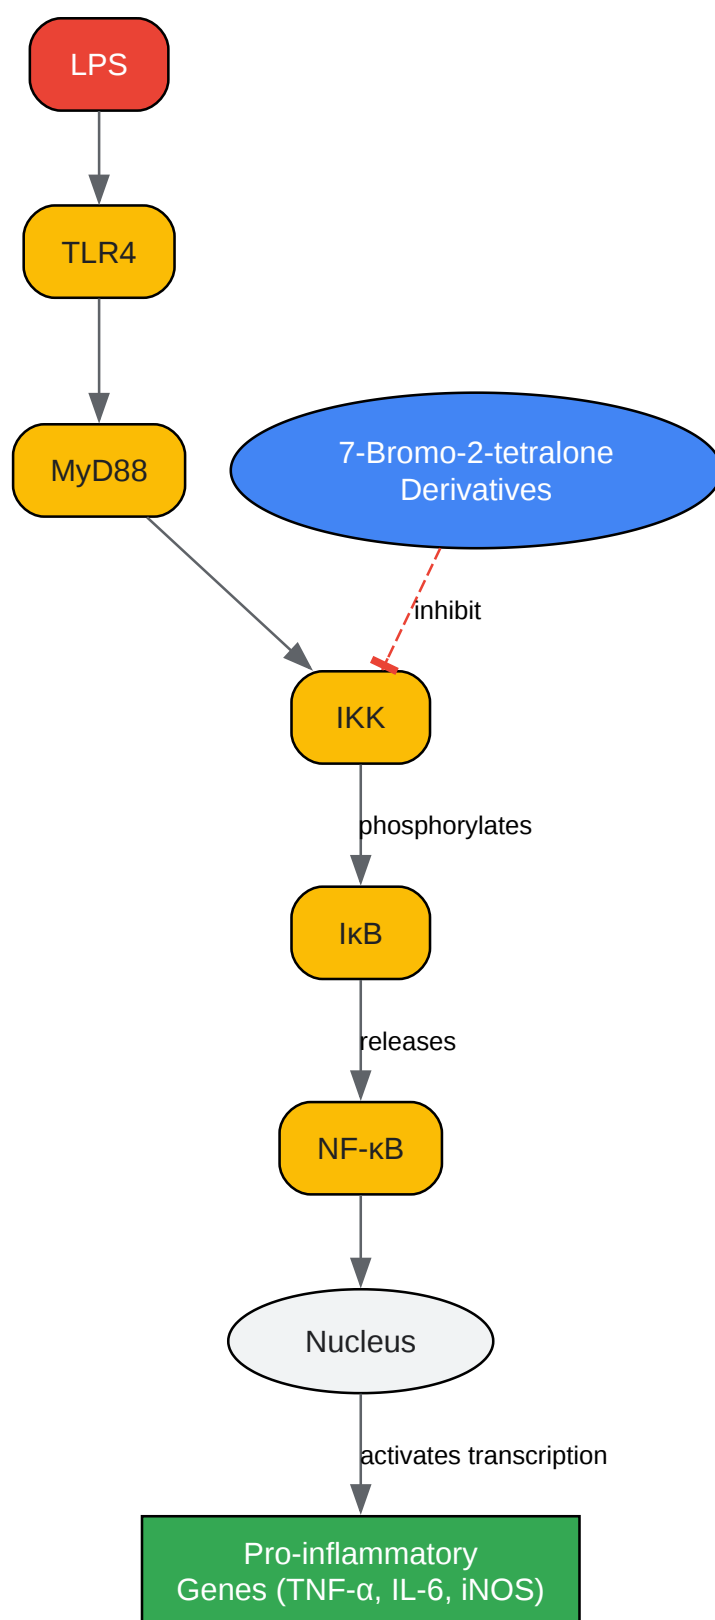 LPS
TLR4
MyD88
7-Bromo-2-tetralone
Derivatives
inhibit
IKK
phosphorylates
IκB
releases
NF-κB
Nucleus
activates transcription
Pro-inflammatory
Genes (TNF-α, IL-6, iNOS)